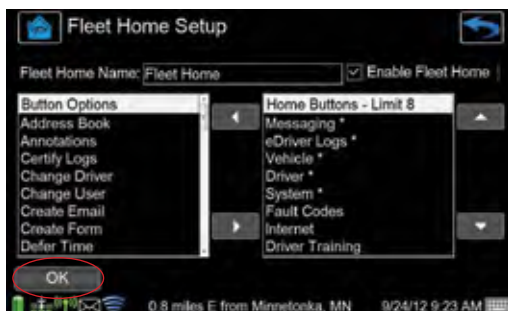 Fleet Home Setup
Fleet Home Name: Fleet Home
Enable Fleet Home
Button Options
Address Book
Annotations
Certify Logs
Change Driver
Change User
Create Email
Create Form
Defer Time
Home Buttons - Limit 8
Messaging *
eDriver Logs *
Vehicle *
Driver *
System *
Fault Codes
Internet
Driver Training
OK
0.8 miles E from Minnetonka, MN 9/24/12 9:23 AM